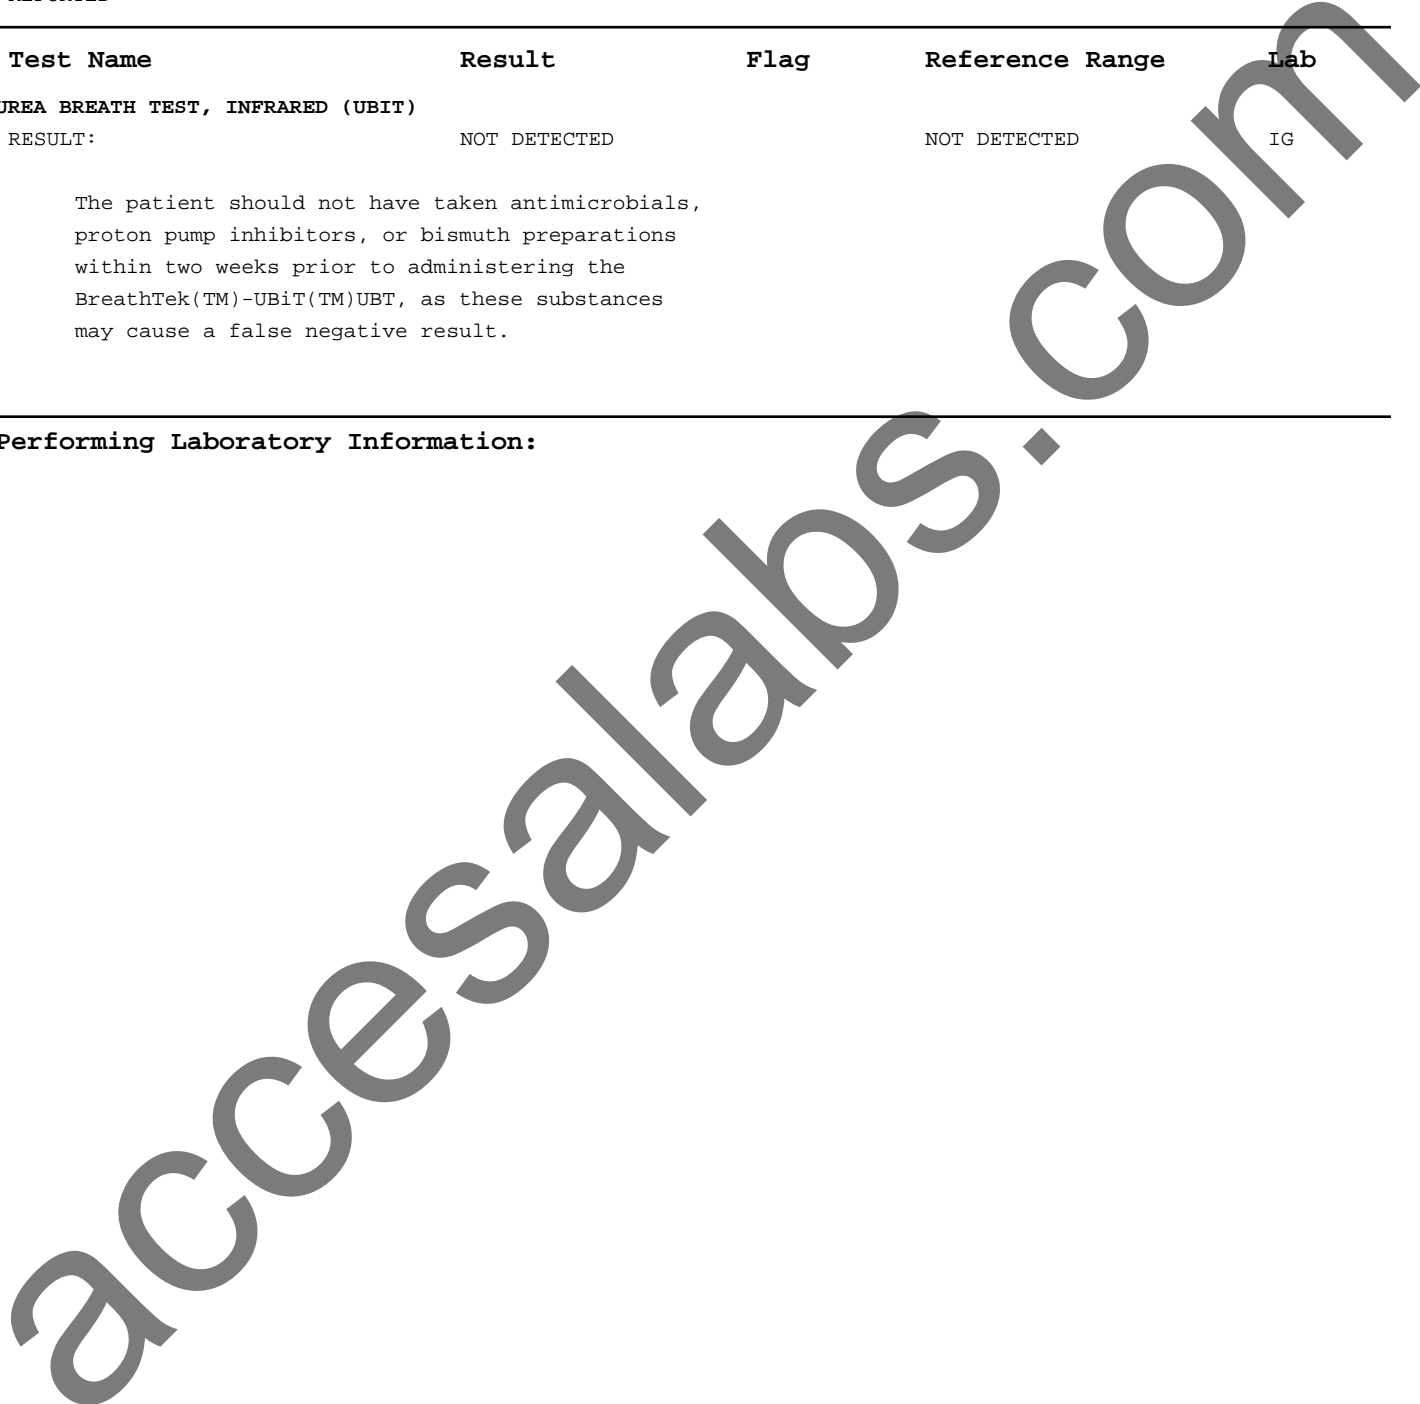 Test Name Result Flag Reference Range Lab
UREA BREATH TEST, INFRARED (UBIT)
RESULT: NOT DETECTED NOT DETECTED IG
The patient should not have taken antimicrobials,
proton pump inhibitors, or bismuth preparations
within two weeks prior to administering the
BreathTek(TM)-UBiT(TM)UBT, as these substances
may cause a false negative result.
Performing Laboratory Information:
accesalabs.com